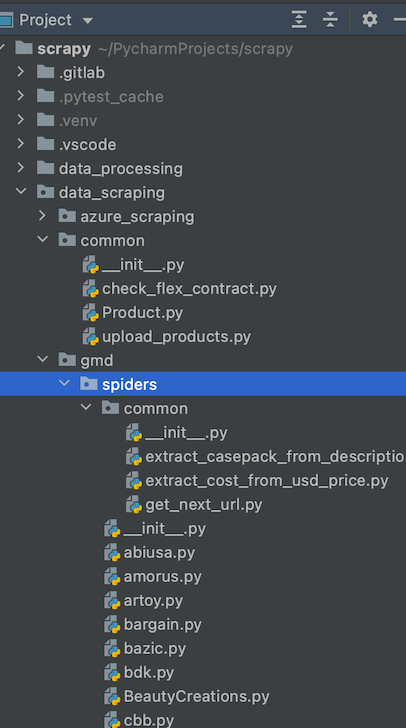 Project
scrapy ~/PycharmProjects/scrapy
.gitlab
.pytest_cache
.venv
.vscode
data_processing
data_scraping
azure_scraping
common
__init__.py
check_flex_contract.py
Product.py
upload_products.py
gmd
spiders
common
__init__.py
extract_casepack_from_descriptio
extract_cost_from_usd_price.py
get_next_url.py
__init__.py
abiusa.py
amorus.py
artoy.py
bargain.py
bazic.py
bdk.py
BeautyCreations.py
cbb.py